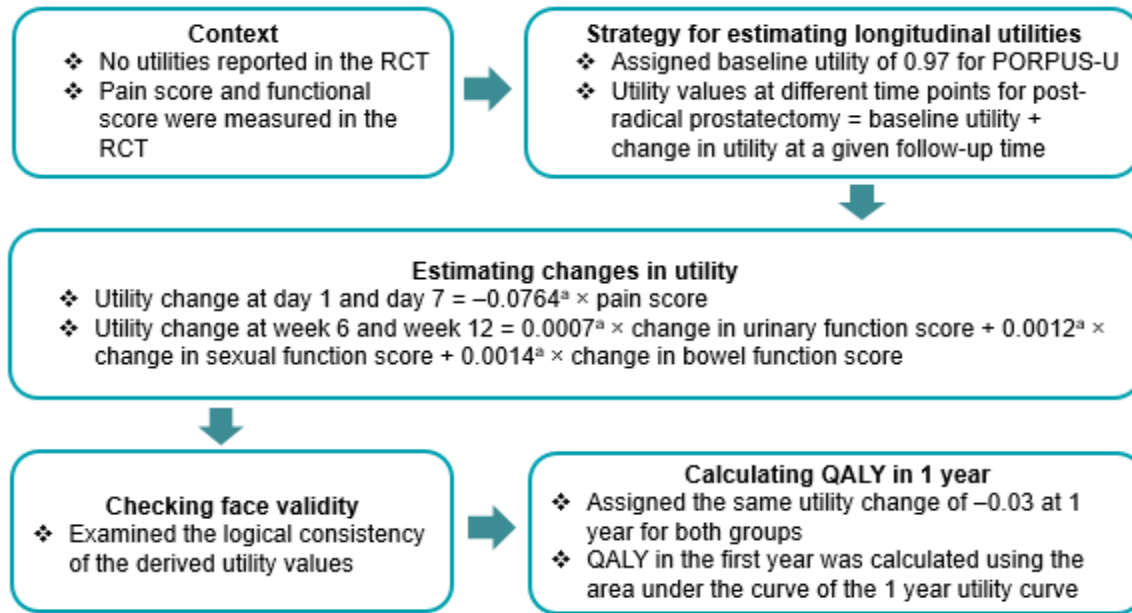 Context
❖ No utilities reported in the RCT
❖ Pain score and functional
score were measured in the
RCT
Strategy for estimating longitudinal utilities
❖ Assigned baseline utility of 0.97 for PORPUS-U
❖ Utility values at different time points for post-
radical prostatectomy = baseline utility +
change in utility at a given follow-up time
Estimating changes in utility
❖ Utility change at day 1 and day 7 = –0.0764ᵃ × pain score
❖ Utility change at week 6 and week 12 = 0.0007ᵃ × change in urinary function score + 0.0012ᵃ ×
change in sexual function score + 0.0014ᵃ × change in bowel function score
Checking face validity
❖ Examined the logical consistency
of the derived utility values
Calculating QALY in 1 year
❖ Assigned the same utility change of –0.03 at 1
year for both groups
❖ QALY in the first year was calculated using the
area under the curve of the 1 year utility curve